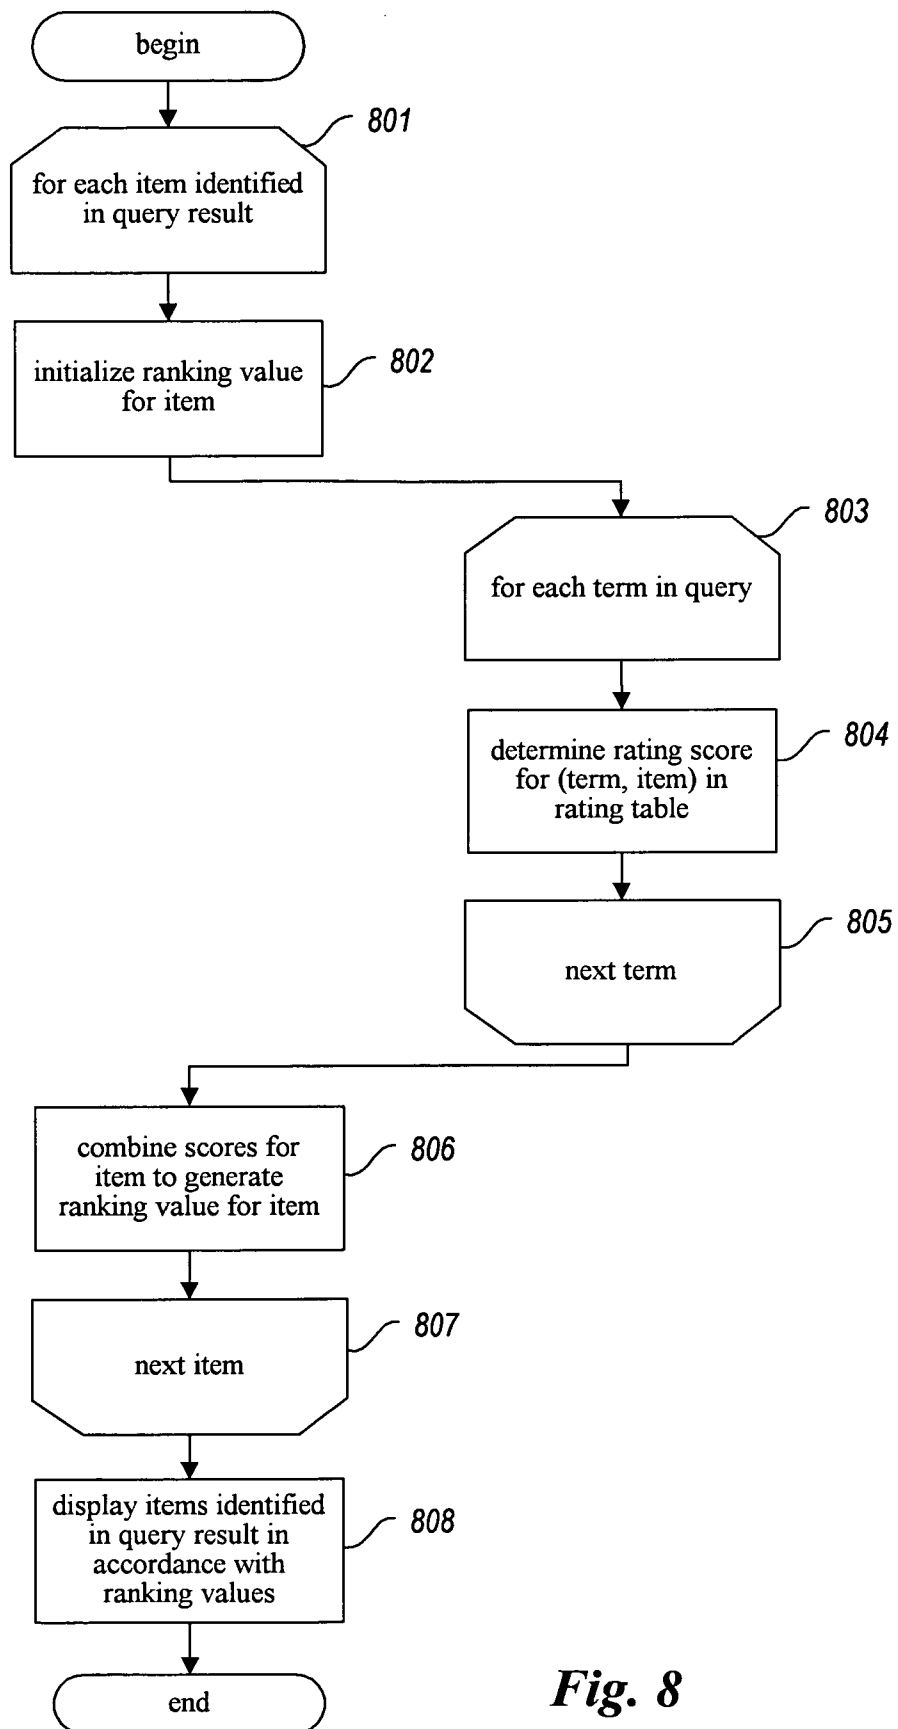 begin
801
for each item identified
in query result
802
initialize ranking value
for item
803
for each term in query
804
determine rating score
for (term, item) in
rating table
805
next term
806
combine scores for
item to generate
ranking value for item
807
next item
808
display items identified
in query result in
accordance with
ranking values
end
Fig. 8